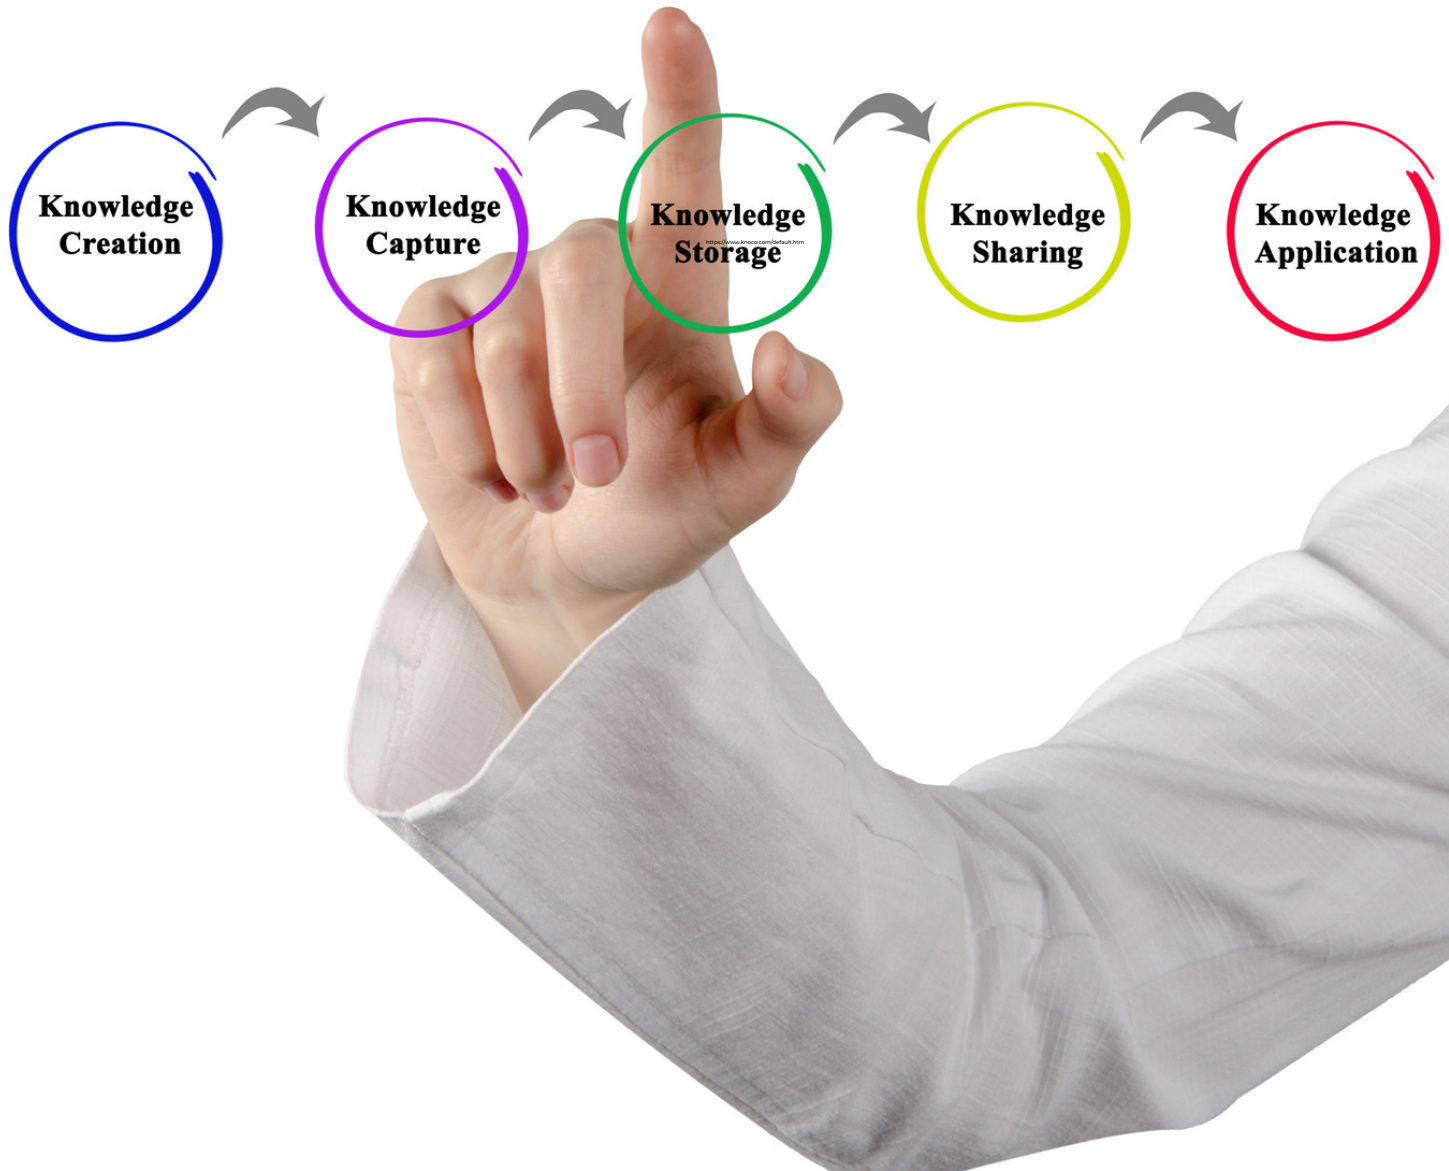 Knowledge
Creation
Knowledge
Capture
Knowledge
https://www.knoco.com/default.htm
Storage
Knowledge
Sharing
Knowledge
Application